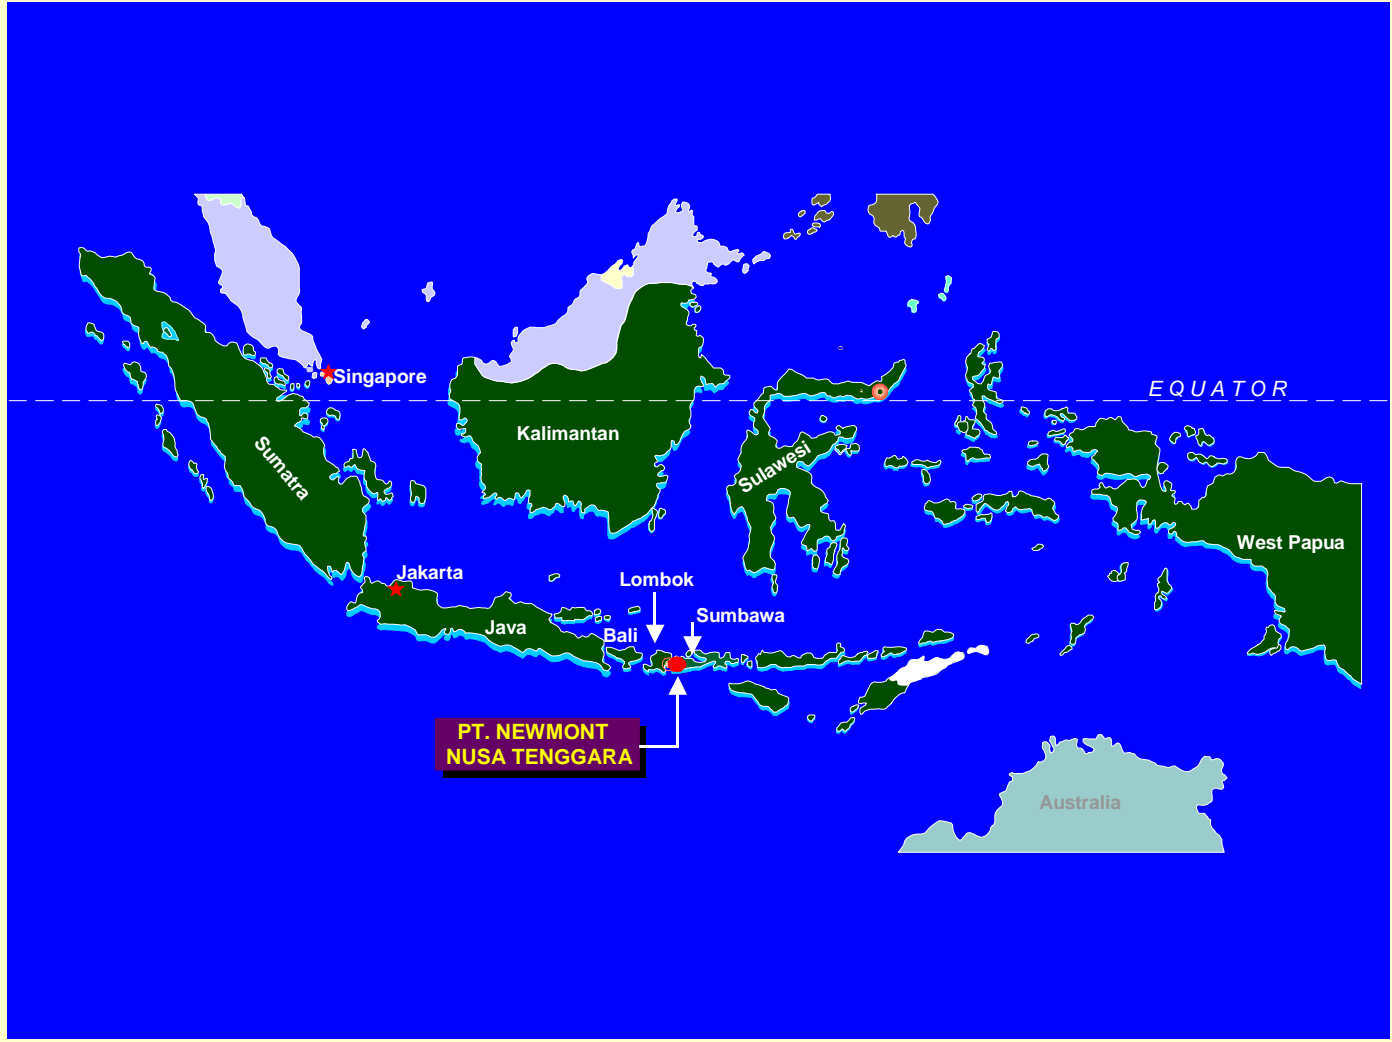 Singapore
EQUATOR
Kalimantan
Sumatra
Sulawesi
West Papua
Jakarta
Lombok
Sumbawa
Java
Bali
PT. NEWMONT
NUSA TENGGARA
Australia